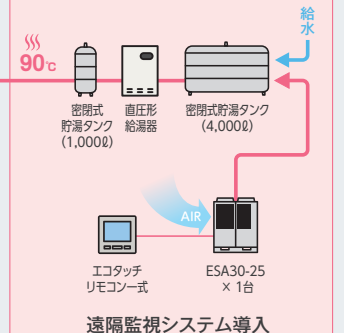 給水
90℃
密閉式
貯湯タンク
(1,000ℓ)
直圧形
給湯器
密閉式貯湯タンク
(4,000ℓ)
AIR
エコタッチ
リモコン一式
ESA30-25
× 1台
遠隔監視システム導入